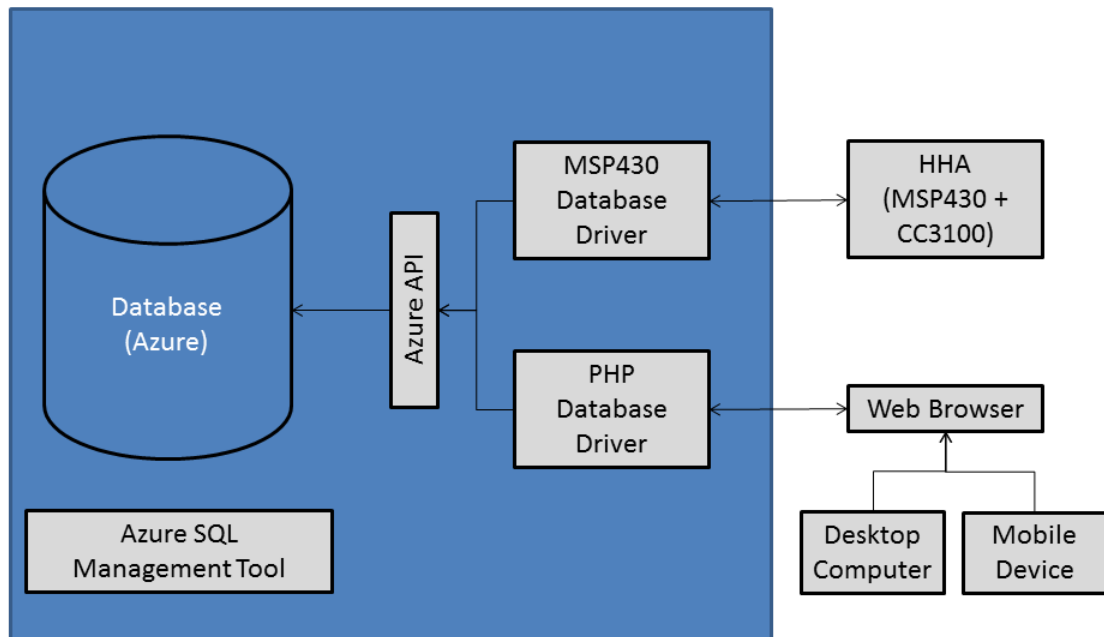 MSP430
Database
Driver
HHA
(MSP430 +
CC3100)
Azure API
Database
(Azure)
PHP
Database
Driver
Web Browser
Azure SQL
Management Tool
Desktop
Computer
Mobile
Device